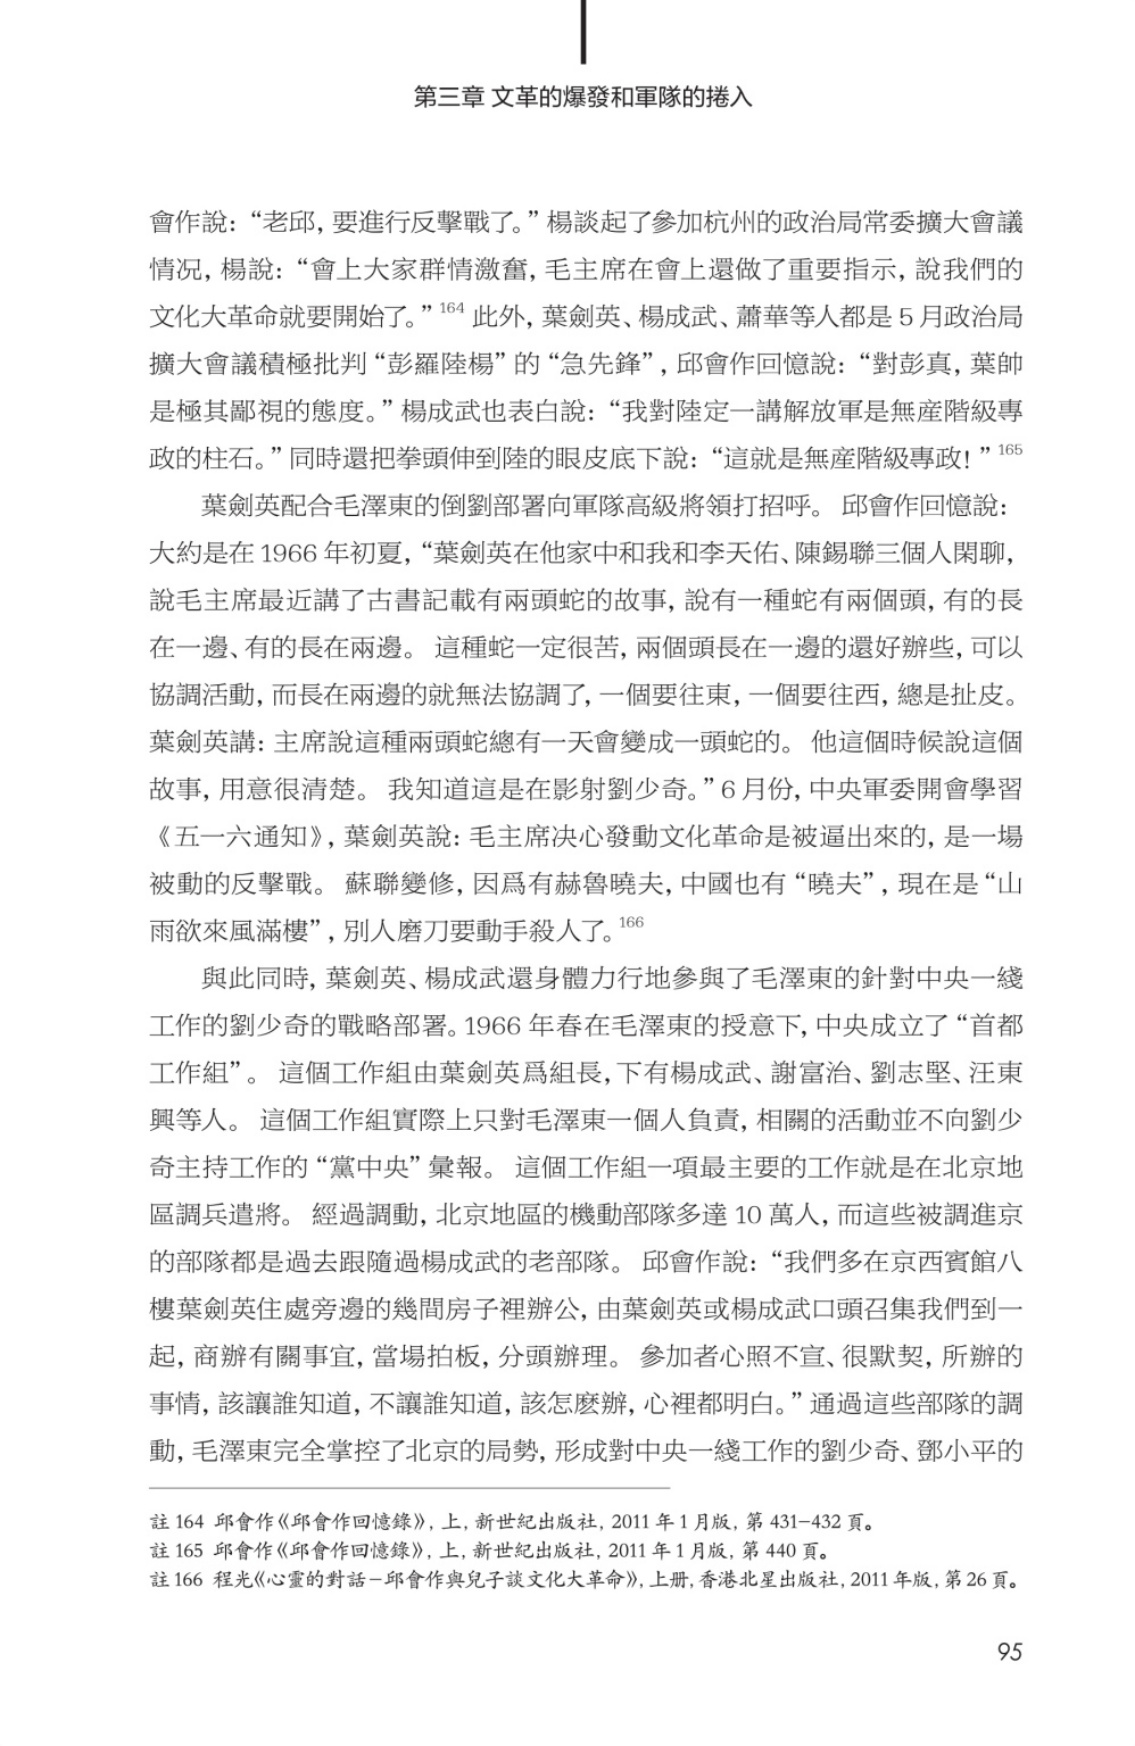 第三章 文革的爆發和軍隊的捲入
會作說：“老邱，要進行反擊戰了。”楊談起了參加杭州的政治局常委擴大會議
情況，楊說：“會上大家群情激奮，毛主席在會上還做了重要指示，說我們的
文化大革命就要開始了。”164 此外，葉劍英、楊成武、蕭華等人都是 5 月政治局
擴大會議積極批判“彭羅陸楊”的“急先鋒”，邱會作回憶說：“對彭真，葉帥
是極其鄙視的態度。”楊成武也表白說：“我對陸定一講解放軍是無産階級專
政的柱石。”同時還把拳頭伸到陸的眼皮底下說：“這就是無産階級專政！”165
葉劍英配合毛澤東的倒劉部署向軍隊高級將領打招呼。 邱會作回憶說：
大約是在 1966 年初夏，“葉劍英在他家中和我和李天佑、陳錫聯三個人閑聊，
說毛主席最近講了古書記載有兩頭蛇的故事，說有一種蛇有兩個頭，有的長
在一邊、有的長在兩邊。 這種蛇一定很苦，兩個頭長在一邊的還好辦些，可以
協調活動，而長在兩邊的就無法協調了，一個要往東，一個要往西，總是扯皮。
葉劍英講：主席說這種兩頭蛇總有一天會變成一頭蛇的。 他這個時候說這個
故事，用意很清楚。 我知道這是在影射劉少奇。”6 月份，中央軍委開會學習
《五一六通知》，葉劍英說：毛主席決心發動文化革命是被逼出來的，是一場
被動的反擊戰。 蘇聯變修，因爲有赫魯曉夫，中國也有“曉夫”，現在是“山
雨欲來風滿樓”，別人磨刀要動手殺人了。166
與此同時，葉劍英、楊成武還身體力行地參與了毛澤東的針對中央一綫
工作的劉少奇的戰略部署。1966 年春在毛澤東的授意下，中央成立了“首都
工作組”。 這個工作組由葉劍英爲組長，下有楊成武、謝富治、劉志堅、汪東
興等人。 這個工作組實際上只對毛澤東一個人負責，相關的活動並不向劉少
奇主持工作的“黨中央”彙報。 這個工作組一項最主要的工作就是在北京地
區調兵遣將。 經過調動，北京地區的機動部隊多達 10 萬人，而這些被調進京
的部隊都是過去跟隨過楊成武的老部隊。 邱會作說：“我們多在京西賓館八
樓葉劍英住處旁邊的幾間房子裡辦公，由葉劍英或楊成武口頭召集我們到一
起，商辦有關事宜，當場拍板，分頭辦理。 參加者心照不宣、很默契，所辦的
事情，該讓誰知道，不讓誰知道，該怎麽辦，心裡都明白。”通過這些部隊的調
動，毛澤東完全掌控了北京的局勢，形成對中央一綫工作的劉少奇、鄧小平的
註 164 邱會作《邱會作回憶錄》，上，新世紀出版社，2011 年 1 月版，第 431–432 頁。
註 165 邱會作《邱會作回憶錄》，上，新世紀出版社，2011 年 1 月版，第 440 頁。
註 166 程光《心靈的對話－邱會作與兒子談文化大革命》，上册，香港北星出版社，2011 年版，第 26 頁。
95